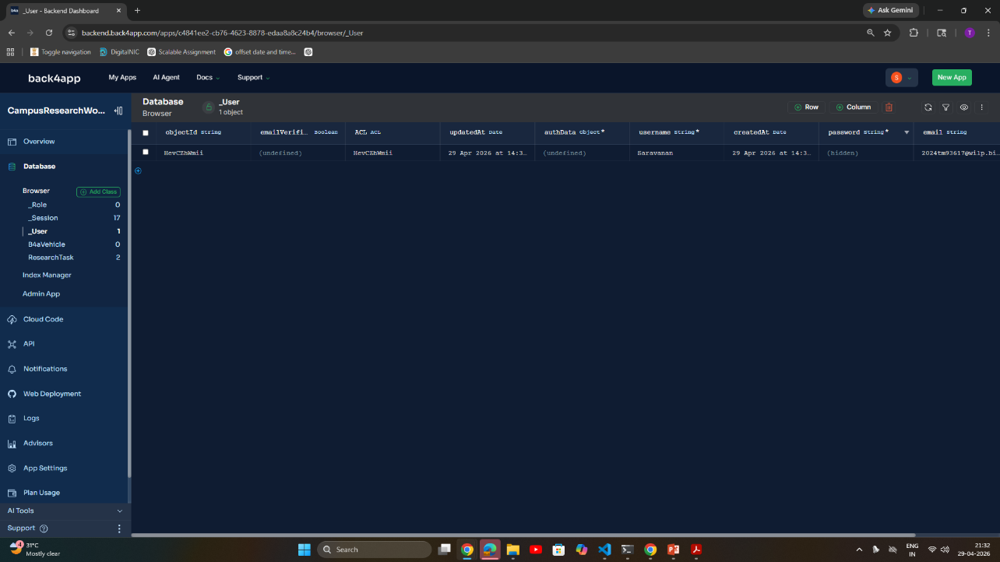 b4a _User - Backend Dashboard
Ask Gemini
backend.back4app.com/apps/c4841ee2-cb76-4623-8878-edaa8a8c24b4/browser/_User
T
Toggle navigation DigitalNIC Scalable Assignment offset date and time...
back4app My Apps AI Agent Docs Support S New App
CampusResearchWo...
Database
Browser
_User
1 object
Row Column
Overview
Database
Browser Add Class
_Role 0
_Session 17
_User 1
B4aVehicle 0
ResearchTask 2
Index Manager
Admin App
Cloud Code
API
Notifications
Web Deployment
Logs
Advisors
App Settings
Plan Usage
AI Tools
Support ?
objectId String emailVerifi... Boolean ACL ACL updatedAt Date authData Object* username String* createdAt Date password String* email String
HevCZhWmii (undefined) HevCZhWmii 29 Apr 2026 at 14:3... (undefined) Saravanan 29 Apr 2026 at 14:3... (hidden) 2024tm93617@wilp.bi...
4
31°C
Mostly clear
Search
ENG
IN
21:32
29-04-2026